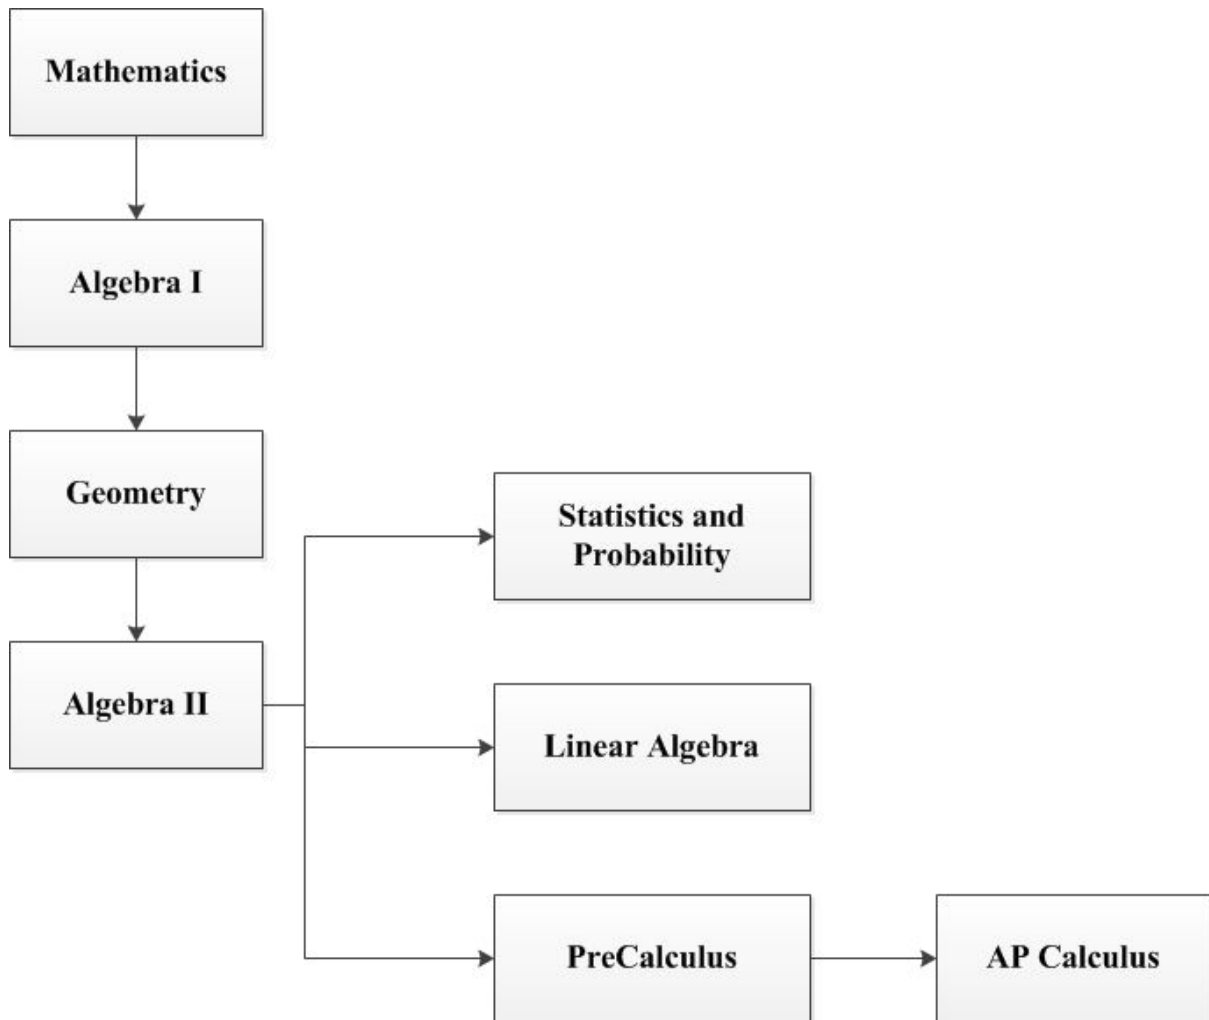 Mathematics
Algebra I
Geometry
Statistics and
Probability
Algebra II
Linear Algebra
PreCalculus
AP Calculus